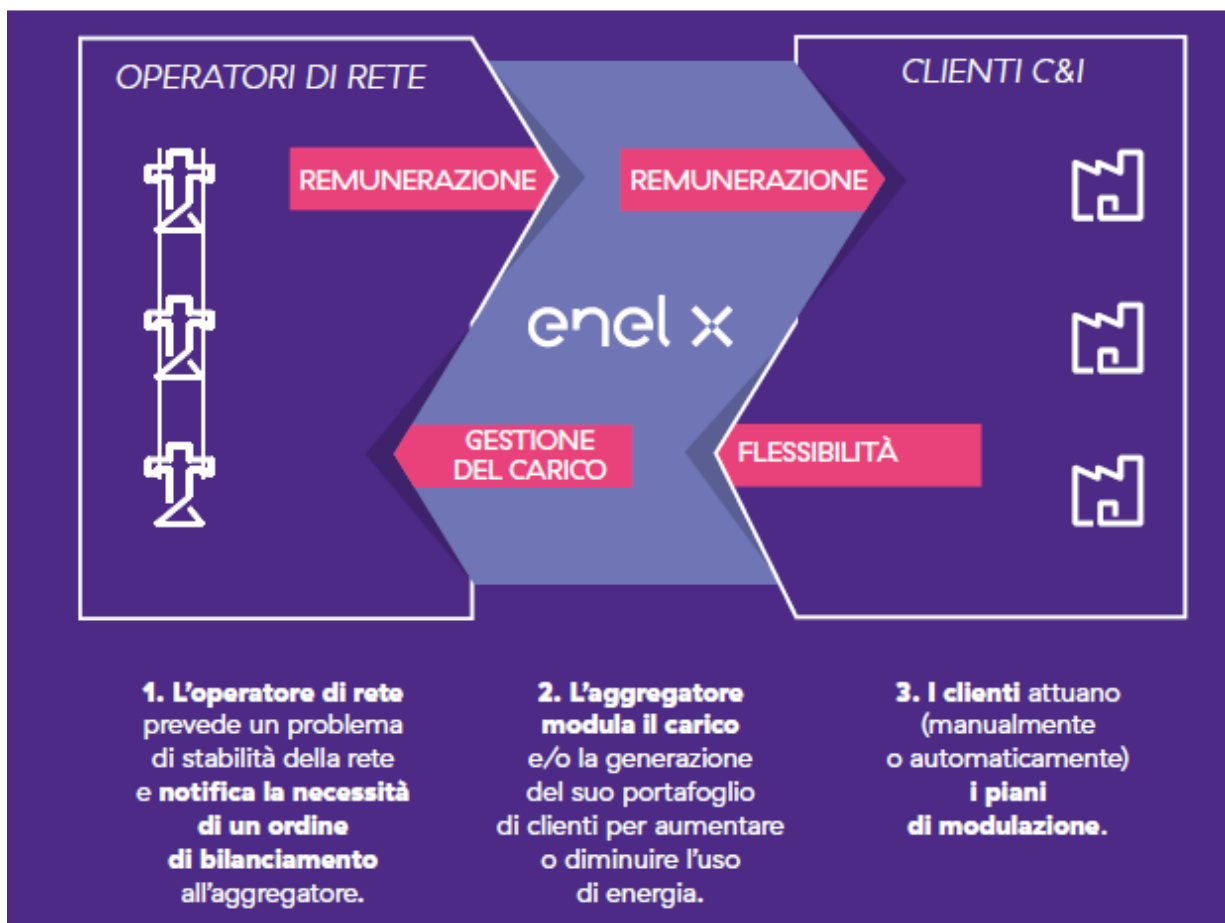 OPERATORI DI RETE
CLIENTI C&I
REMUNERAZIONE
REMUNERAZIONE
enel x
GESTIONE
DEL CARICO
FLESSIBILITÀ
1. L'operatore di rete
prevede un problema
di stabilità della rete
e notifica la necessità
di un ordine
di bilanciamento
all'aggregatore.
2. L'aggregatore
modula il carico
e/o la generazione
del suo portafoglio
di clienti per aumentare
o diminuire l'uso
di energia.
3. I clienti attuano
(manualmente
o automaticamente)
i piani
di modulazione.